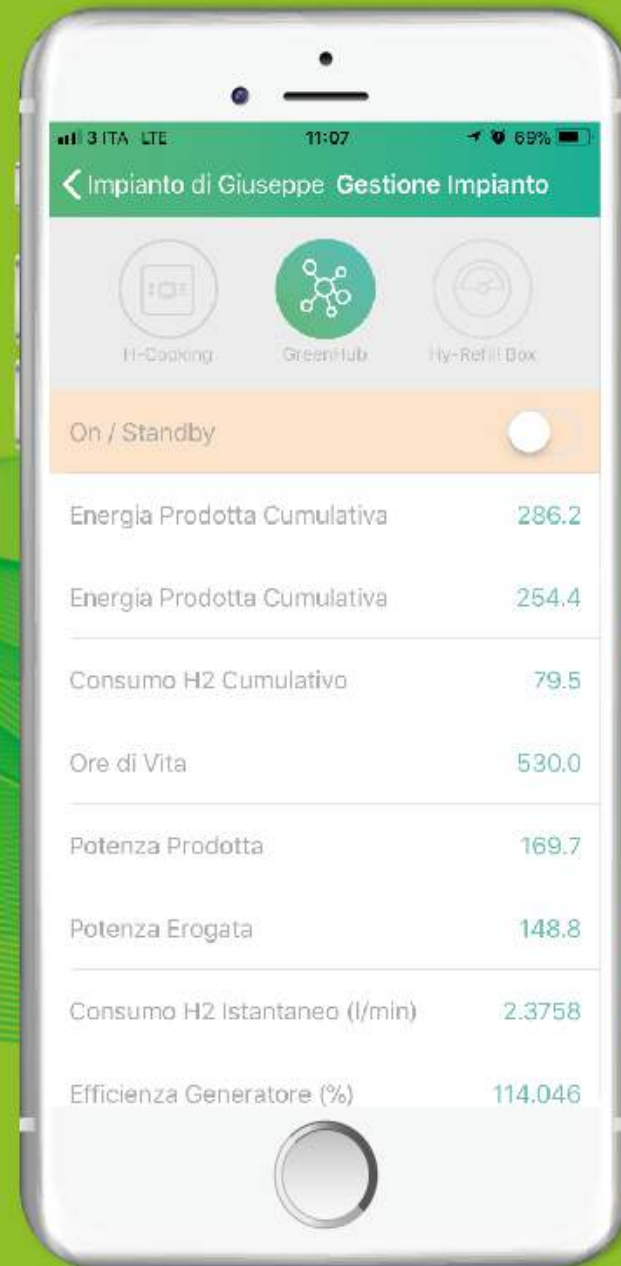 3 ITA LTE 11:07 69%
Impianto di Giuseppe Gestione Impianto
H-Cooking GreenHub Hy-Refill Box
On / Standby
Energia Prodotta Cumulativa 286.2
Energia Prodotta Cumulativa 254.4
Consumo H2 Cumulativo 79.5
Ore di Vita 530.0
Potenza Prodotta 169.7
Potenza Erogata 148.8
Consumo H2 Istantaneo (l/min) 2.3758
Efficienza Generatore (%) 114.046